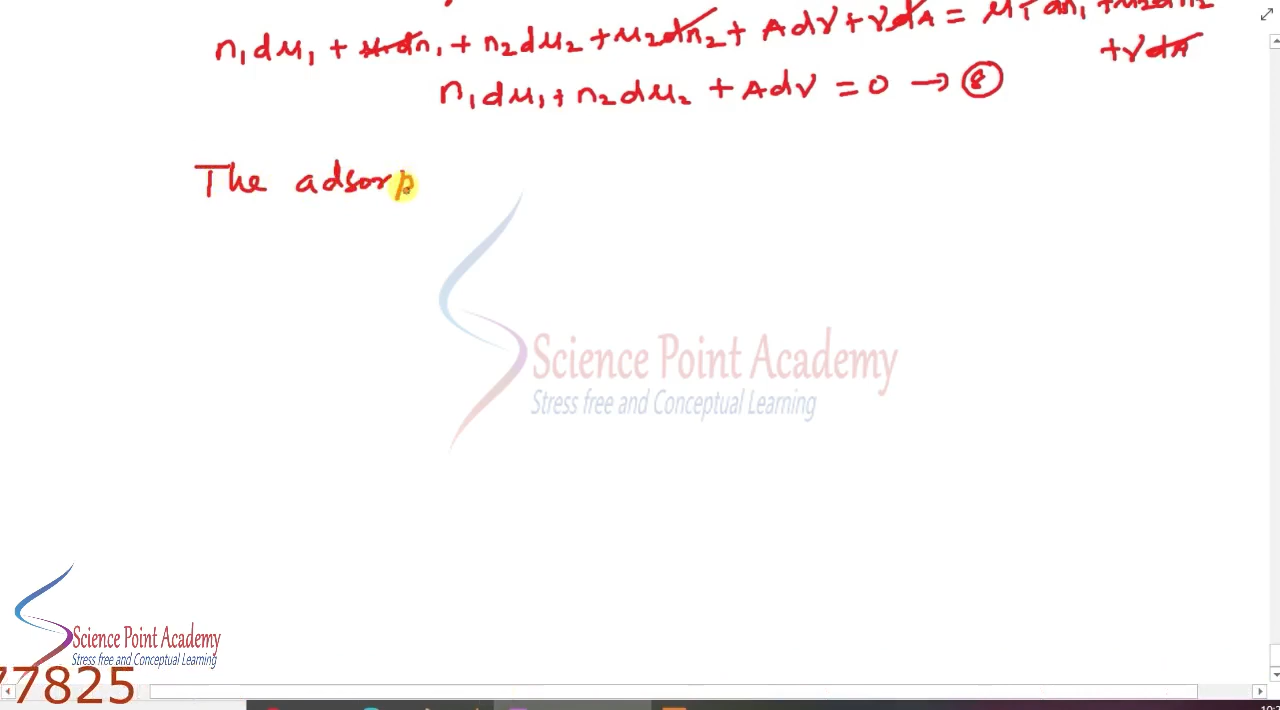 n₁dμ₁ + μ₁dn₁ + n₂dμ₂ + μ₂dn₂ + Adγ + γdA = μ₁dn₁ + μ₂dn₂
+γdA
n₁dμ₁ + n₂dμ₂ + Adγ = 0 → ⑧
The adsorp
Science Point Academy
Stress free and Conceptual Learning
Science Point Academy
Stress free and Conceptual Learning
77825